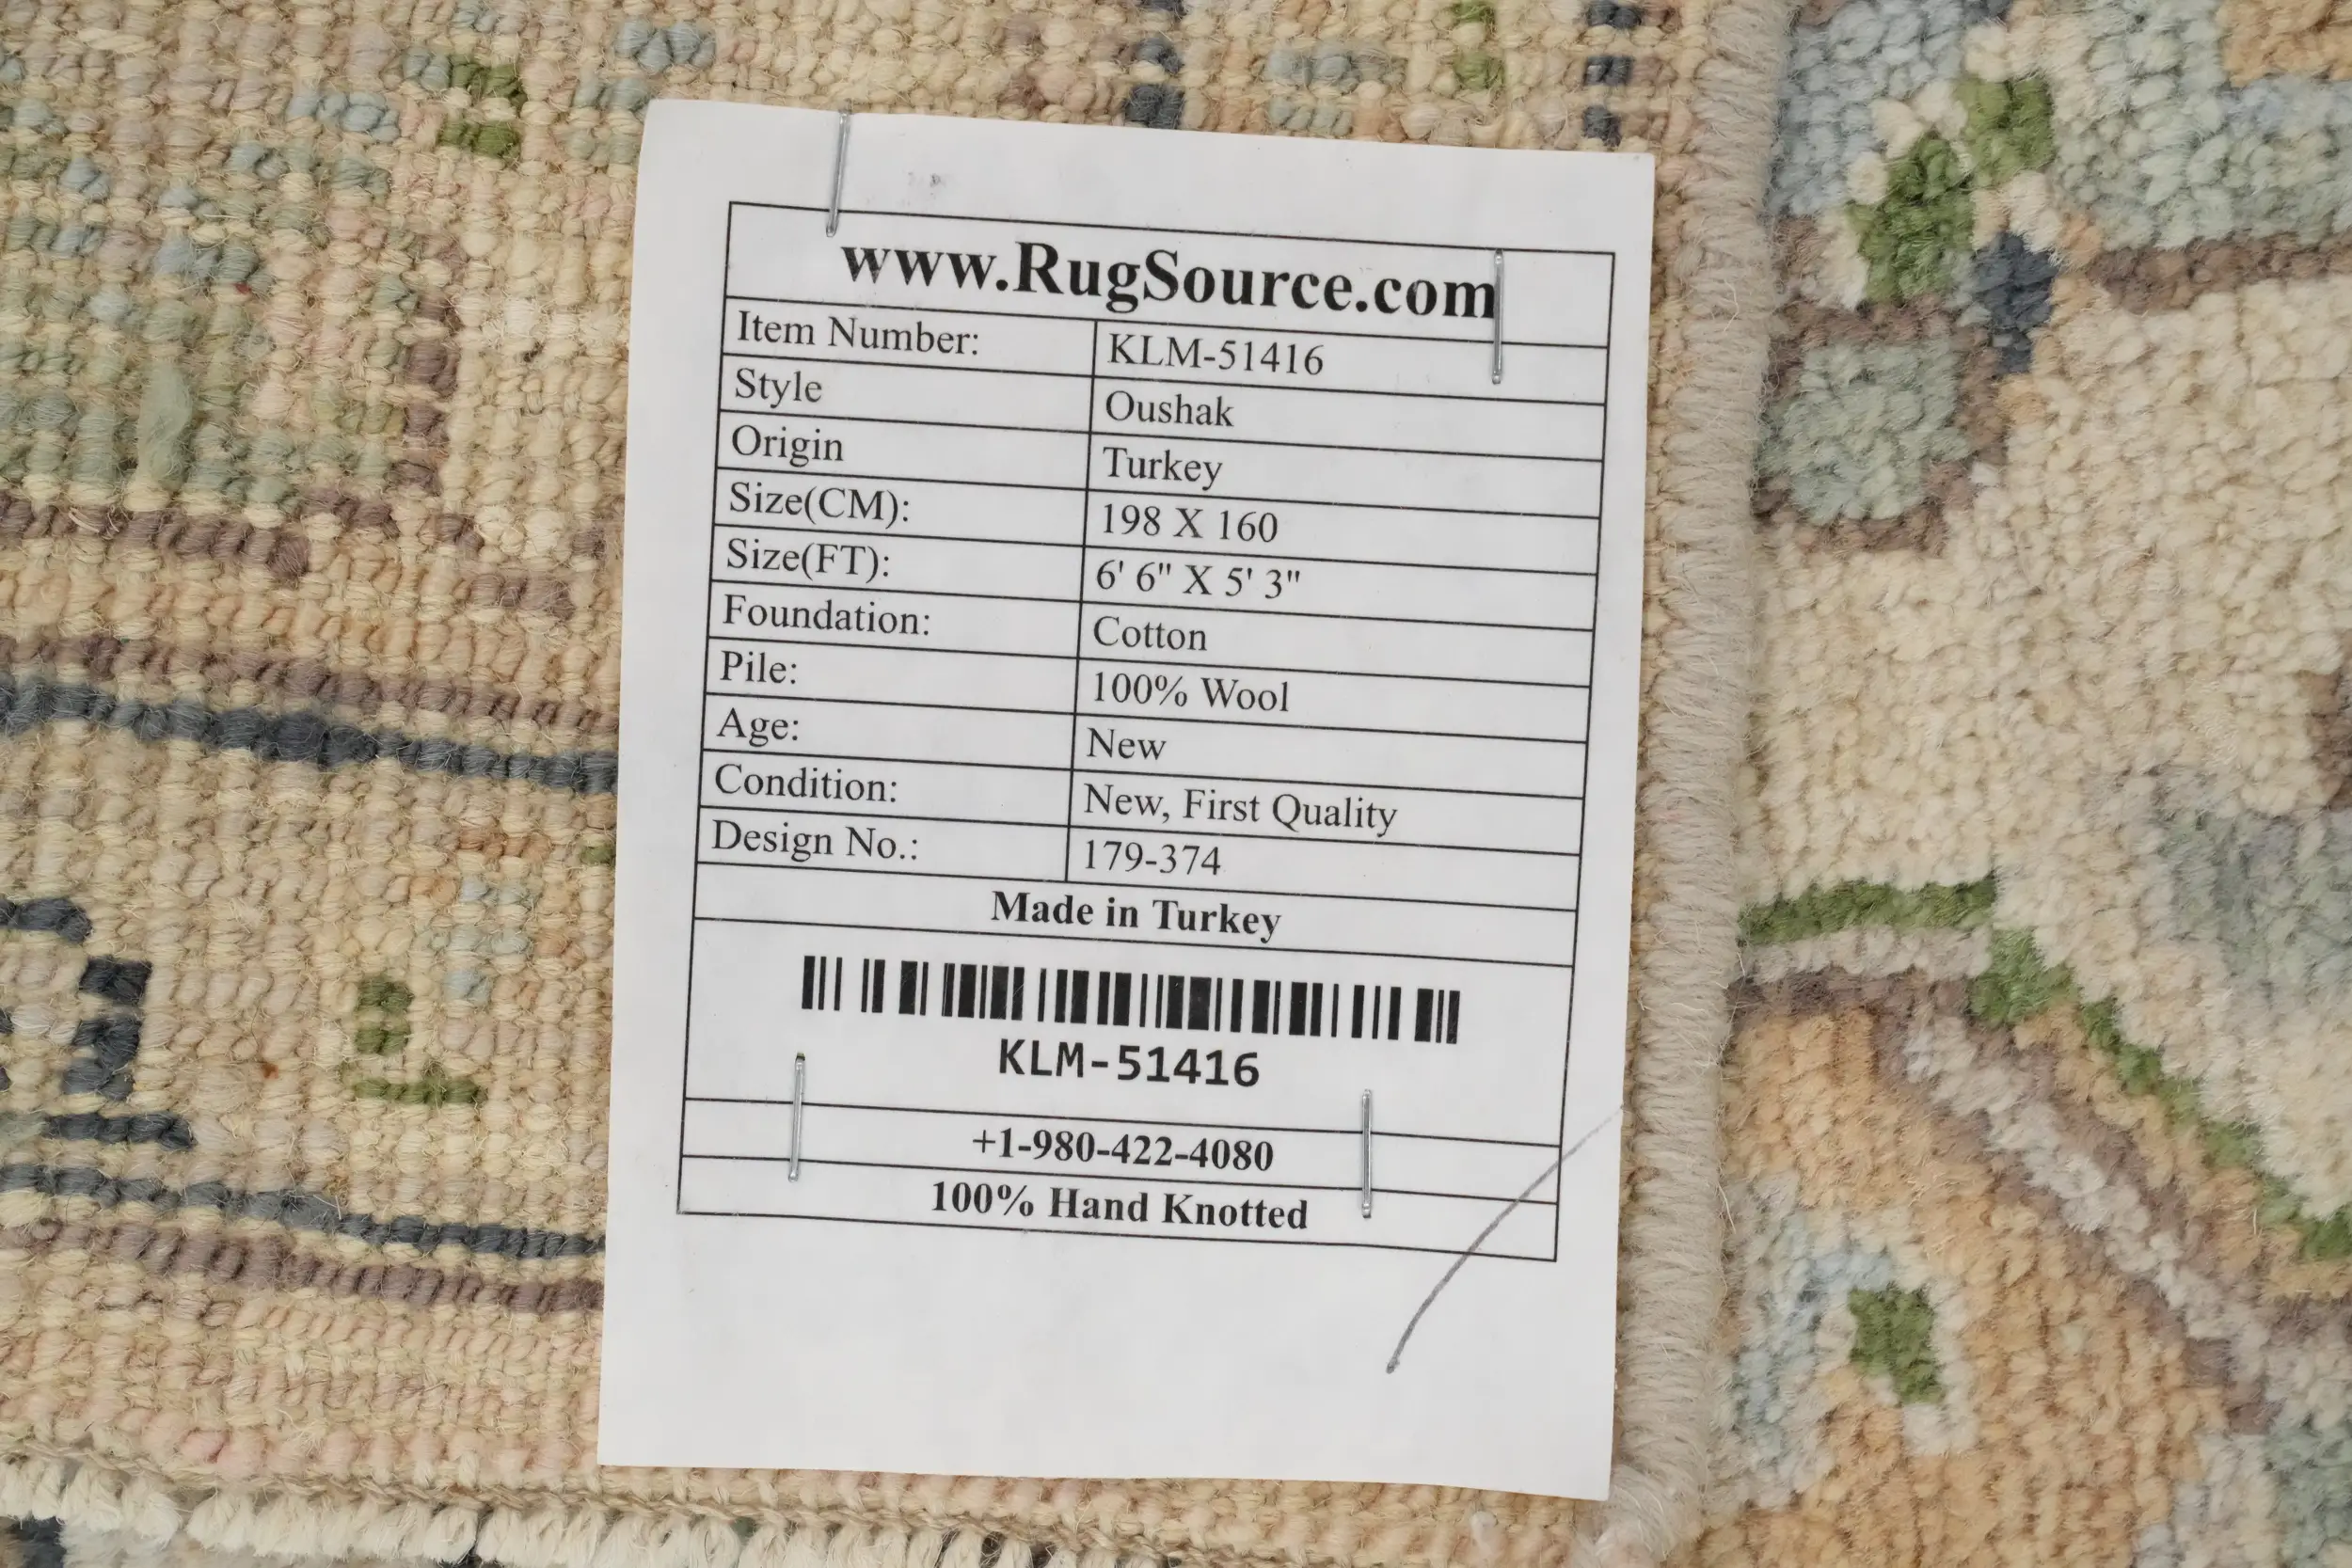 www.RugSource.com
Item Number: KLM-51416
Style Oushak
Origin Turkey
Size(CM): 198 X 160
Size(FT): 6' 6" X 5' 3"
Foundation: Cotton
Pile: 100% Wool
Age: New
Condition: New, First Quality
Design No.: 179-374
Made in Turkey
KLM-51416
+1-980-422-4080
100% Hand Knotted